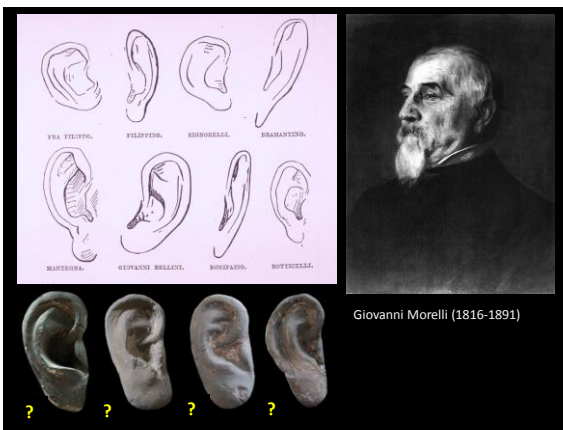 FRA FILIPPO. FILIPPINO. SIGNORELLI. BRAMANTINO.
MANTEGNA. GIOVANNI BELLINI. BONIFAZIO. BOTTICELLI.
Giovanni Morelli (1816-1891)
? ? ? ?